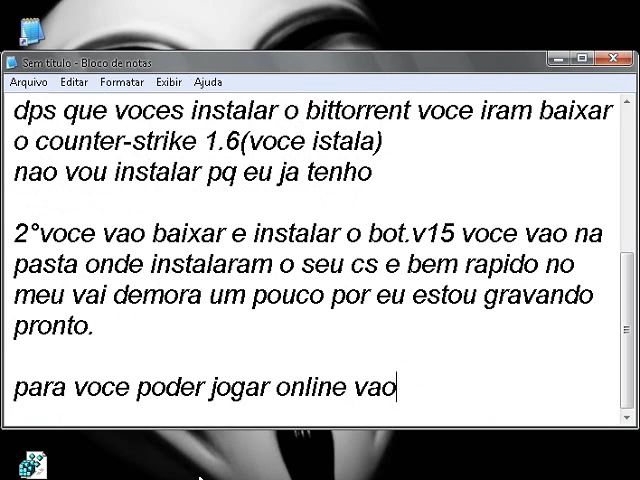 Sem título - Bloco de notas
Arquivo Editar Formatar Exibir Ajuda
dps que voces instalar o bittorrent voce iram baixar
o counter-strike 1.6(voce istala)
nao vou instalar pq eu ja tenho
2°voce vao baixar e instalar o bot.v15 voce vao na
pasta onde instalaram o seu cs e bem rapido no
meu vai demora um pouco por eu estou gravando
pronto.
para voce poder jogar online vao